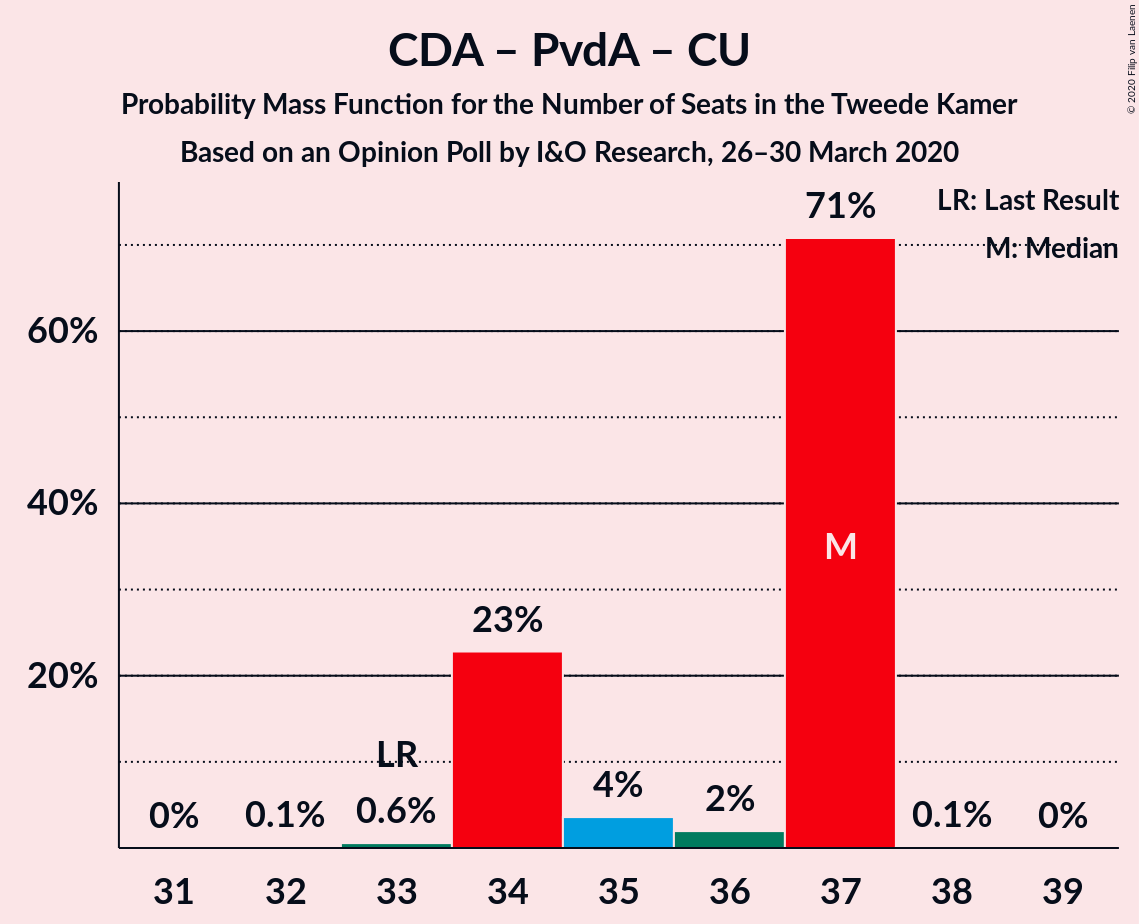 CDA – PvdA – CU
Probability Mass Function for the Number of Seats in the Tweede Kamer
Based on an Opinion Poll by I&O Research, 26–30 March 2020
© 2020 Filip van Laenen
LR: Last Result
M: Median
71%
60%
M
40%
23%
20%
LR
0%
0.1%
0.6%
4%
2%
0.1%
0%
31 32 33 34 35 36 37 38 39